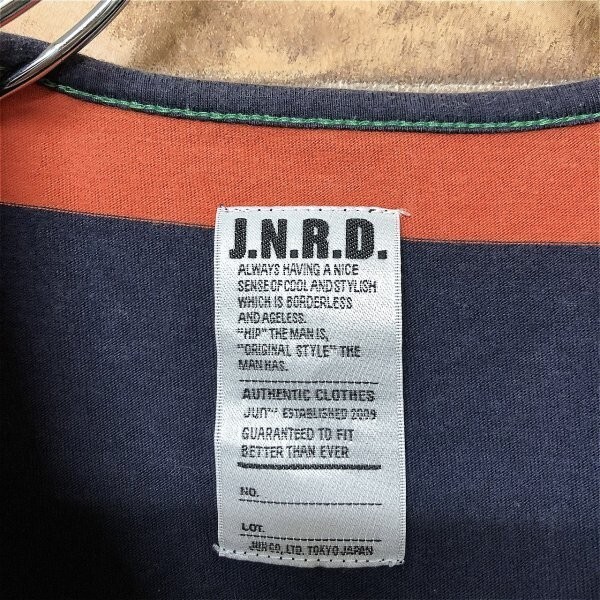 J.N.R.D.
ALWAYS HAVING A NICE
SENSE OF COOL AND STYLISH
WHICH IS BORDERLESS
AND AGELESS.
"HIP" THE MAN IS,
"ORIGINAL STYLE" THE
MAN HAS.
AUTHENTIC CLOTHES
JUN ESTABLISHED 2009
GUARANTEED TO FIT
BETTER THAN EVER
NO.
LOT.
JUN CO, LTD. TOKYO JAPAN